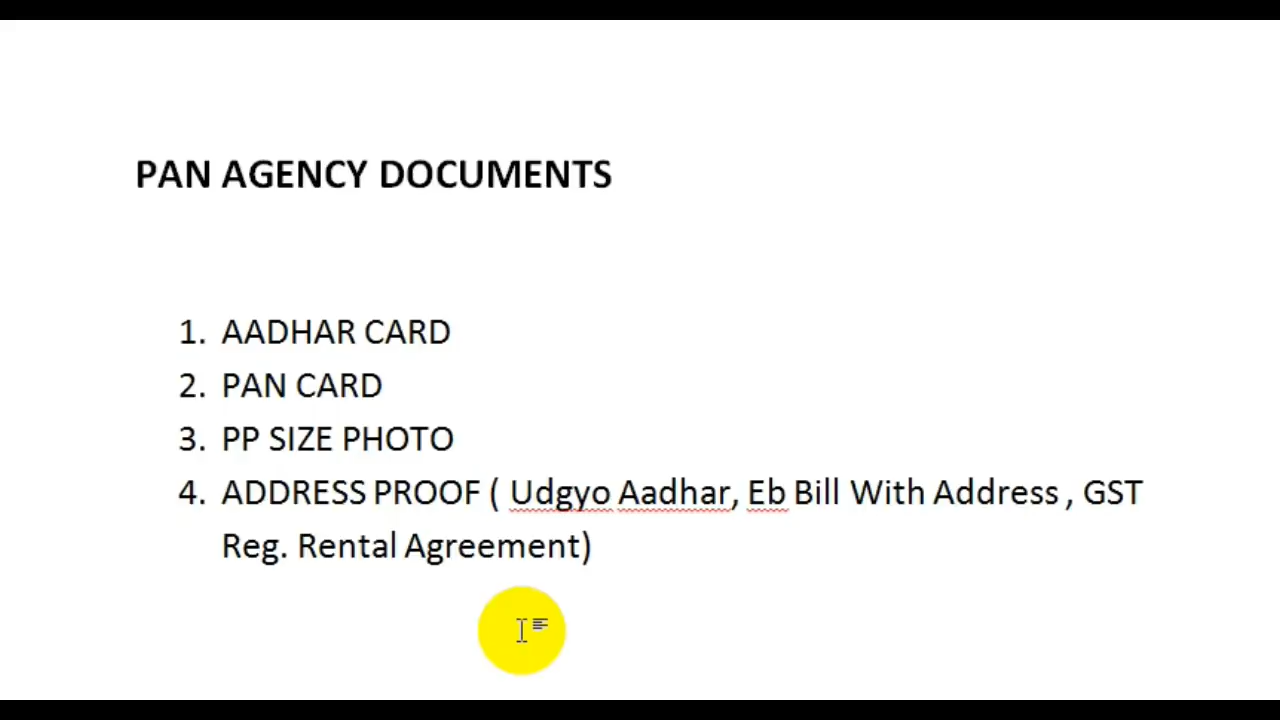 PAN AGENCY DOCUMENTS
1. AADHAR CARD
2. PAN CARD
3. PP SIZE PHOTO
4. ADDRESS PROOF ( Udgyo Aadhar, Eb Bill With Address , GST
Reg. Rental Agreement)